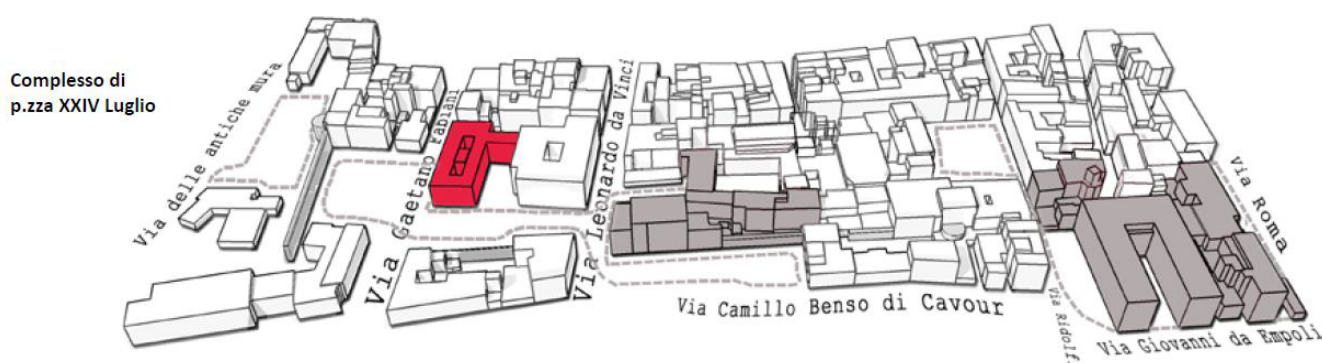 Complesso di
p.zza XXIV Luglio
Via delle antiche mura
Via Gaetano Fabiani
Via Leonardo da Vinci
Via Camillo Benso di Cavour
Via Ridolf.
Via Giovanni da Empoli
Via Roma